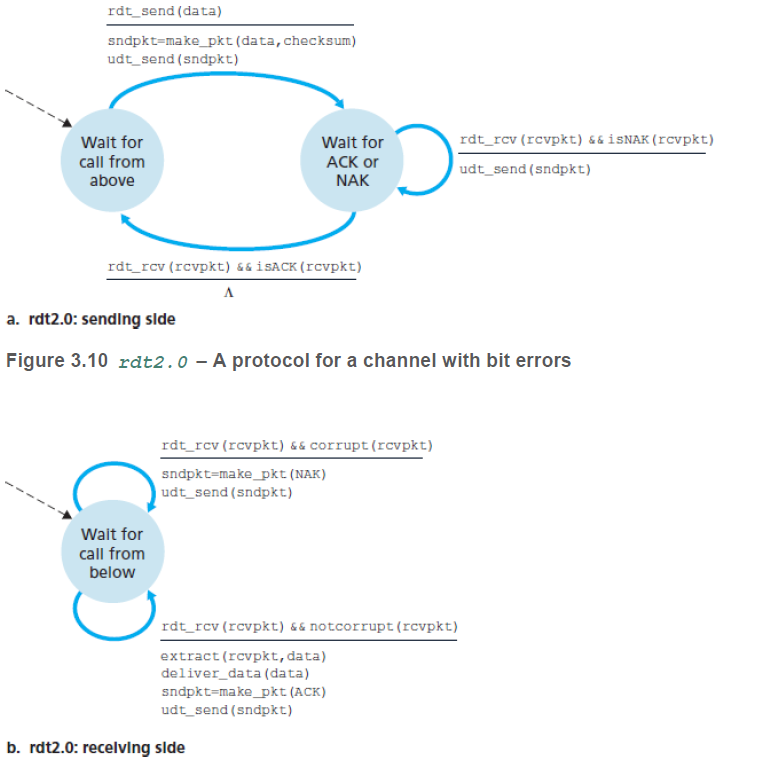 rdt_send(data)
sndpkt=make_pkt(data,checksum)
udt_send(sndpkt)
Wait for
call from
above
Wait for
ACK or
NAK
rdt_rcv(rcvpkt) && isNAK(rcvpkt)
udt_send(sndpkt)
rdt_rcv(rcvpkt) && isACK(rcvpkt)
Λ
a. rdt2.0: sending side
Figure 3.10 rdt2.0 – A protocol for a channel with bit errors
rdt_rcv(rcvpkt) && corrupt(rcvpkt)
sndpkt=make_pkt(NAK)
udt_send(sndpkt)
Wait for
call from
below
rdt_rcv(rcvpkt) && notcorrupt(rcvpkt)
extract(rcvpkt,data)
deliver_data(data)
sndpkt=make_pkt(ACK)
udt_send(sndpkt)
b. rdt2.0: receiving side